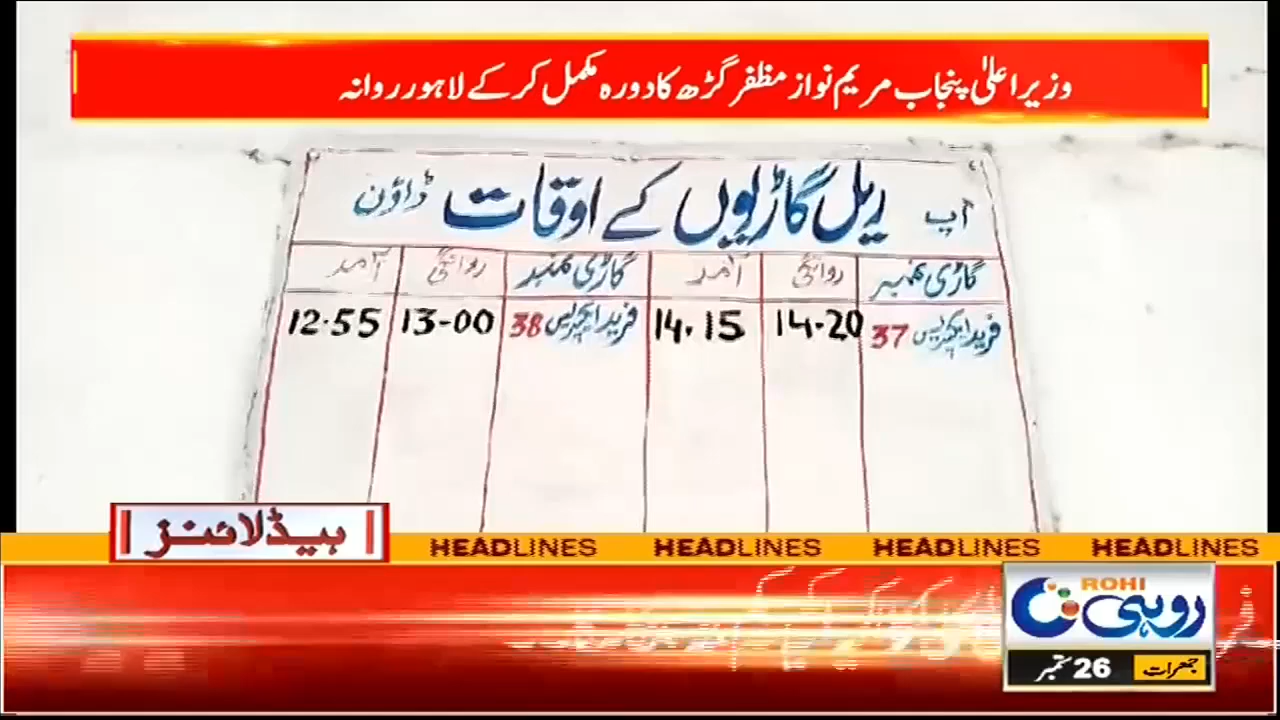 وزیراعلیٰ پنجاب مریم نواز مظفر گڑھ کا دورہ مکمل کر کے لاہور روانہ
اپ ریل گاڑیوں کے اوقات ڈاؤن
گاڑی نمبر روانگی آمد گاڑی نمبر روانگی آمد
فرید ایکسپریس 37 14.20 14.15 فرید ایکسپریس 38 13-00 12.55
ہیڈلائنز
HEADLINES HEADLINES HEADLINES HEADLINES
ROHI
روہی
جمعرات 26 ستمبر